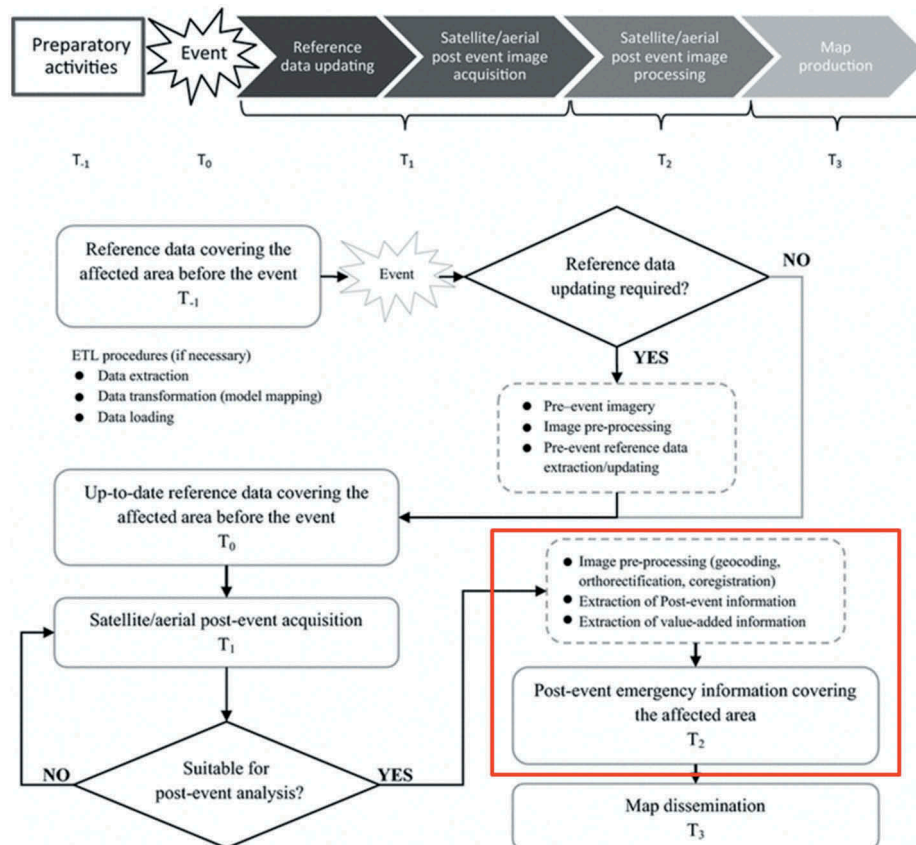 Preparatory
activities
Event
Reference
data updating
Satellite/aerial
post event image
acquisition
Satellite/aerial
post event image
processing
Map
production
T-1
T0
T1
T2
T3
Reference data covering the
affected area before the event
T-1
Event
Reference data
updating required?
NO
YES
ETL procedures (if necessary)
● Data extraction
● Data transformation (model mapping)
● Data loading
● Pre–event imagery
● Image pre-processing
● Pre-event reference data
extraction/updating
Up-to-date reference data covering the
affected area before the event
T0
● Image pre-processing (geocoding,
orthorectification, coregistration)
● Extraction of Post-event information
● Extraction of value-added information
Satellite/aerial post-event acquisition
T1
Post-event emergency information covering
the affected area
T2
NO
Suitable for
post-event analysis?
YES
Map dissemination
T3